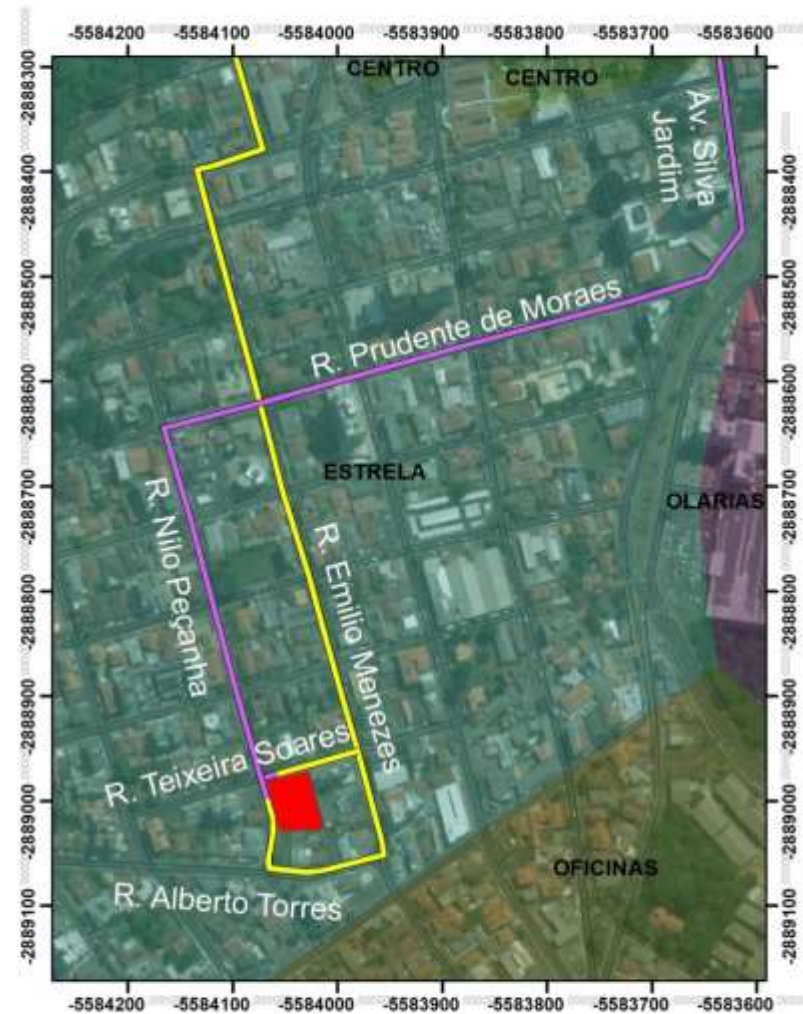 -5584200 -5584100 -5584000 -5583900 -5583800 -5583700 -5583600
-2888300
-2888400
-2888500
-2888600
-2888700
-2888800
-2888900
-2889000
-2889100
CENTRO
CENTRO
Av. Silva
Jardim
R. Prudente de Moraes
ESTRELA
OLARIAS
R. Nilo Peçanha
R. Emilio Menezes
R. Teixeira Soares
OFICINAS
R. Alberto Torres
-2888300
-2888400
-2888500
-2888600
-2888700
-2888800
-2888900
-2889000
-2889100
-5584200 -5584100 -5584000 -5583900 -5583800 -5583700 -5583600